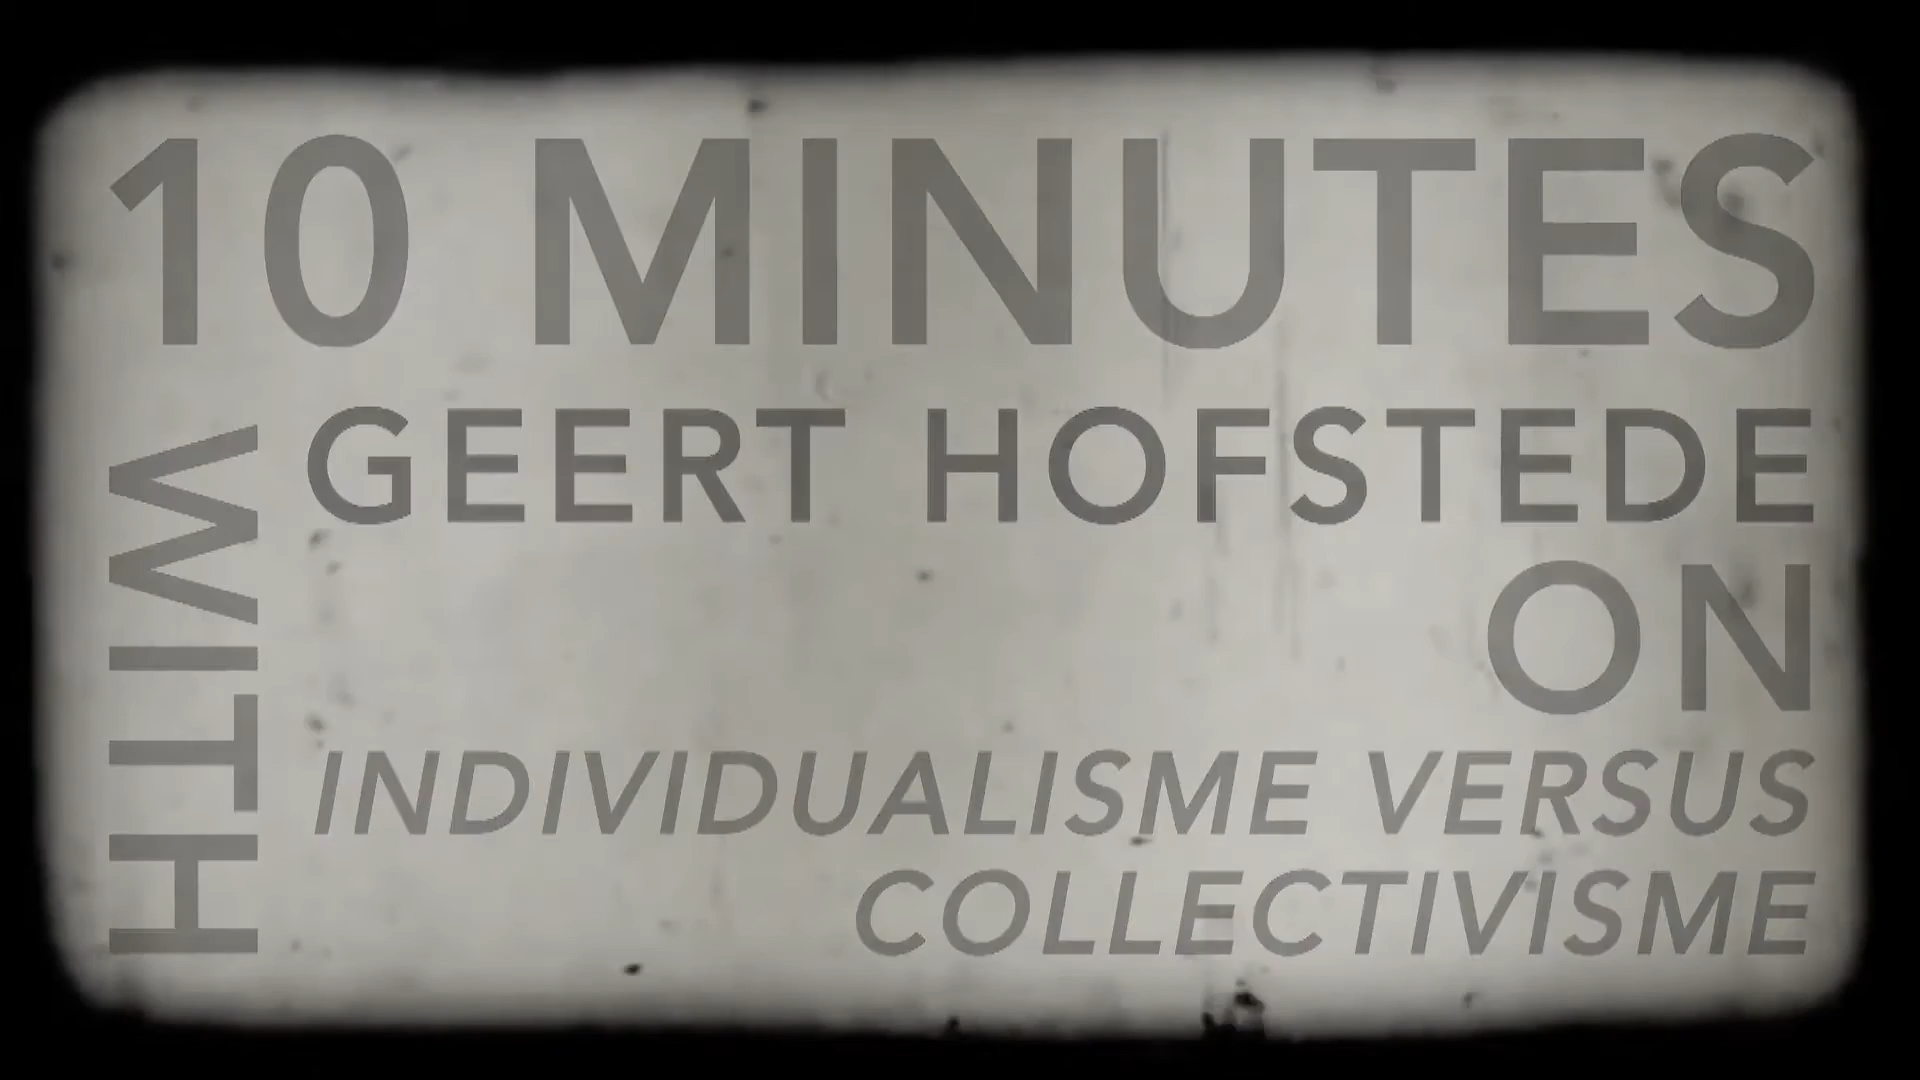 10 MINUTES
WITH
GEERT HOFSTEDE
ON
INDIVIDUALISME VERSUS
COLLECTIVISME